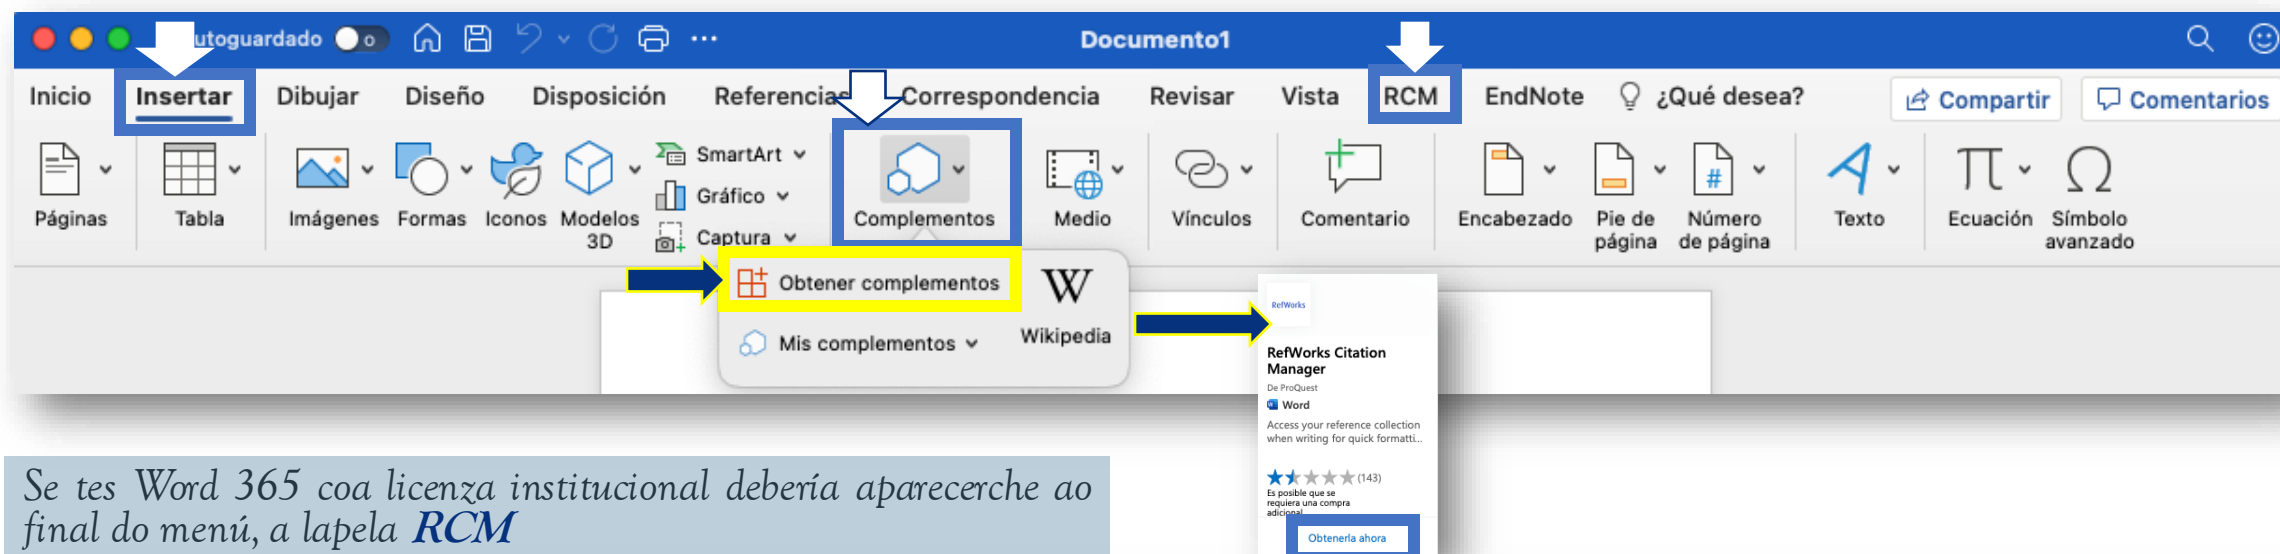 utoguardado
Documento1
Inicio Insertar Dibujar Diseño Disposición Referencias Correspondencia Revisar Vista RCM EndNote ¿Qué desea? Compartir Comentarios
Páginas
Tabla
Imágenes
Formas
Iconos
Modelos
3D
SmartArt
Gráfico
Captura
Complementos
Medio
Vínculos
Comentario
Encabezado
Pie de
página
Número
de página
Texto
Ecuación
Símbolo
avanzado
Obtener complementos
Mis complementos
W
Wikipedia
RefWorks
RefWorks Citation
Manager
De ProQuest
Word
Access your reference collection
when writing for quick formatti...
(143)
Es posible que se
requiera una compra
adicional
Obtenerla ahora
Se tes Word 365 coa licenza institucional debería aparecerche ao
final do menú, a lapela RCM